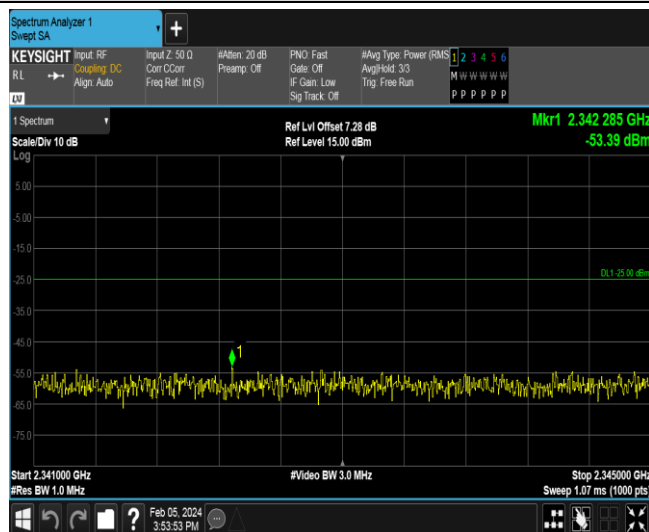 Spectrum Analyzer 1
Swept SA
+
KEYSIGHT Input: RF
Input Z: 50 Ω
#Atten: 20 dB
PNO: Fast
#Avg Type: Power (RMS
1 2 3 4 5 6
RL
Coupling: DC
Corr CCorr
Preamp: Off
Gate: Off
Avg|Hold: 3/3
M W W W W W
Align: Auto
Freq Ref: Int (S)
IF Gain: Low
Trig: Free Run
Sig Track: Off
P P P P P P
LXI
1 Spectrum
Ref Lvl Offset 7.28 dB
Mkr1 2.342 285 GHz
Scale/Div 10 dB
Ref Level 15.00 dBm
-53.39 dBm
Log
5.00
-5.00
-15.0
DL1 -25.00 dBm
-25.0
-35.0
-45.0
1
-55.0
-65.0
-75.0
Start 2.341000 GHz
#Video BW 3.0 MHz
Stop 2.345000 GHz
#Res BW 1.0 MHz
Sweep 1.07 ms (1000 pts)
?
Feb 05, 2024
3:53:53 PM